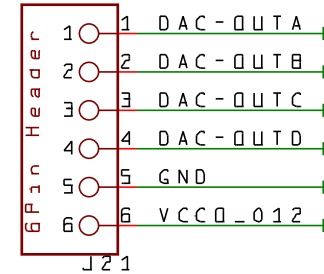 6Pin Header
1 1 DAC-OUTA
2 2 DAC-OUTB
3 3 DAC-OUTC
4 4 DAC-OUTD
5 5 GND
6 6 VCCO_012
J21